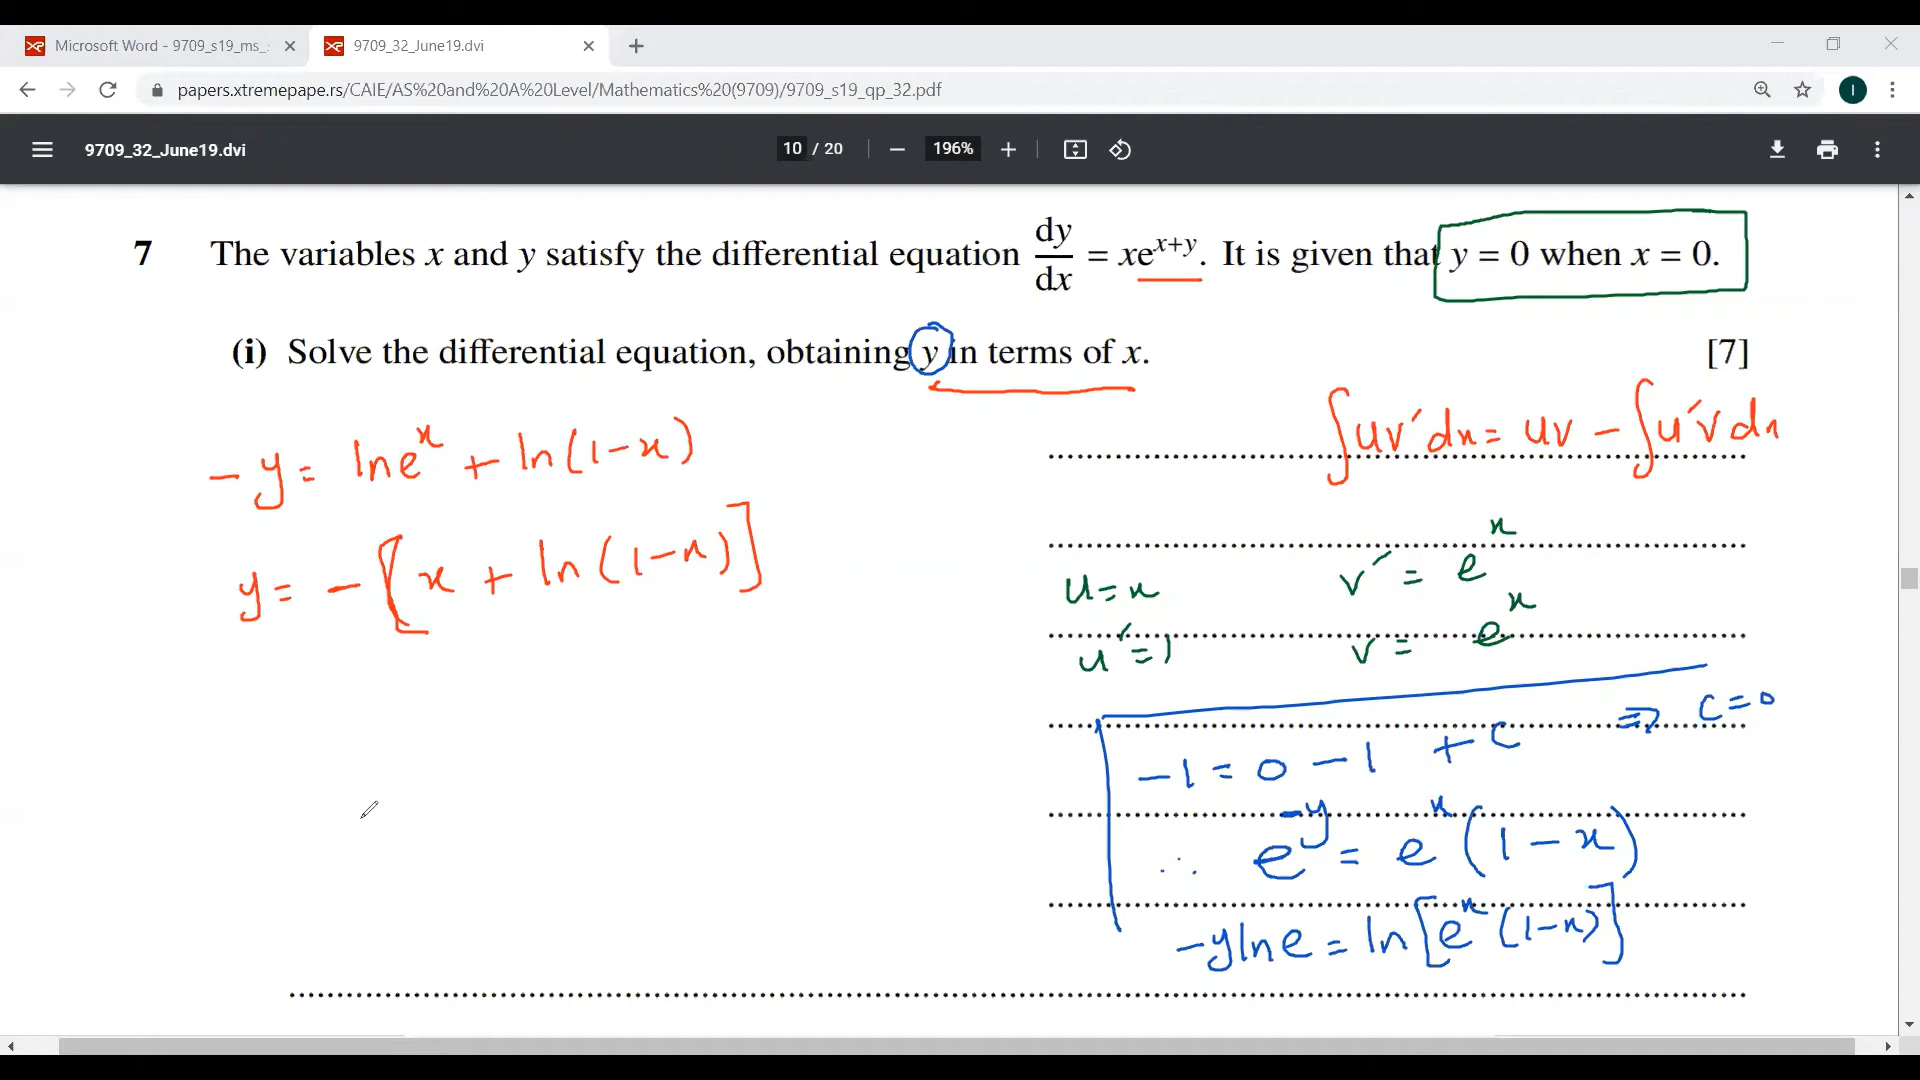 Microsoft Word - 9709_s19_ms_
9709_32_June19.dvi
papers.xtremepape.rs/CAIE/AS%20and%20A%20Level/Mathematics%20(9709)/9709_s19_qp_32.pdf
I
9709_32_June19.dvi
10 / 20
196%
7 The variables x and y satisfy the differential equation dy/dx = xe^(x+y). It is given that y = 0 when x = 0.
(i) Solve the differential equation, obtaining y in terms of x. [7]
-y = ln e^x + ln(1-x)
y = -[x + ln(1-x)]
∫uv′dx = uv - ∫u′v dx
u = x v′ = e^x
u′ = 1 v = e^x
-1 = 0 - 1 + c ⇒ c = 0
∴ e^-y = e^x(1-x)
-y ln e = ln[e^x(1-x)]